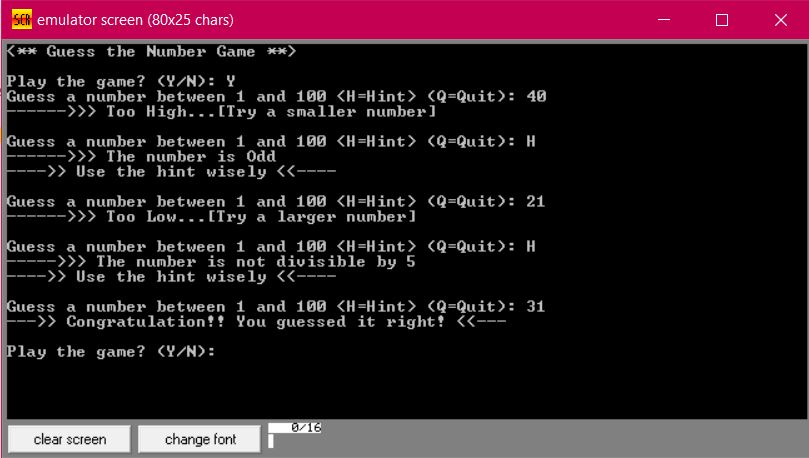 SCR emulator screen (80x25 chars)
<** Guess the Number Game **>
Play the game? (Y/N): Y
Guess a number between 1 and 100 <H=Hint> (Q=Quit): 40
------>>> Too High...[Try a smaller number]
Guess a number between 1 and 100 <H=Hint> (Q=Quit): H
------>>> The number is Odd
---->> Use the hint wisely <<----
Guess a number between 1 and 100 <H=Hint> (Q=Quit): 21
------>>> Too Low...[Try a larger number]
Guess a number between 1 and 100 <H=Hint> (Q=Quit): H
----->>> The number is not divisible by 5
---->> Use the hint wisely <<----
Guess a number between 1 and 100 <H=Hint> (Q=Quit): 31
--->> Congratulation!! You guessed it right! <<---
Play the game? (Y/N):
clear screen change font 0/16